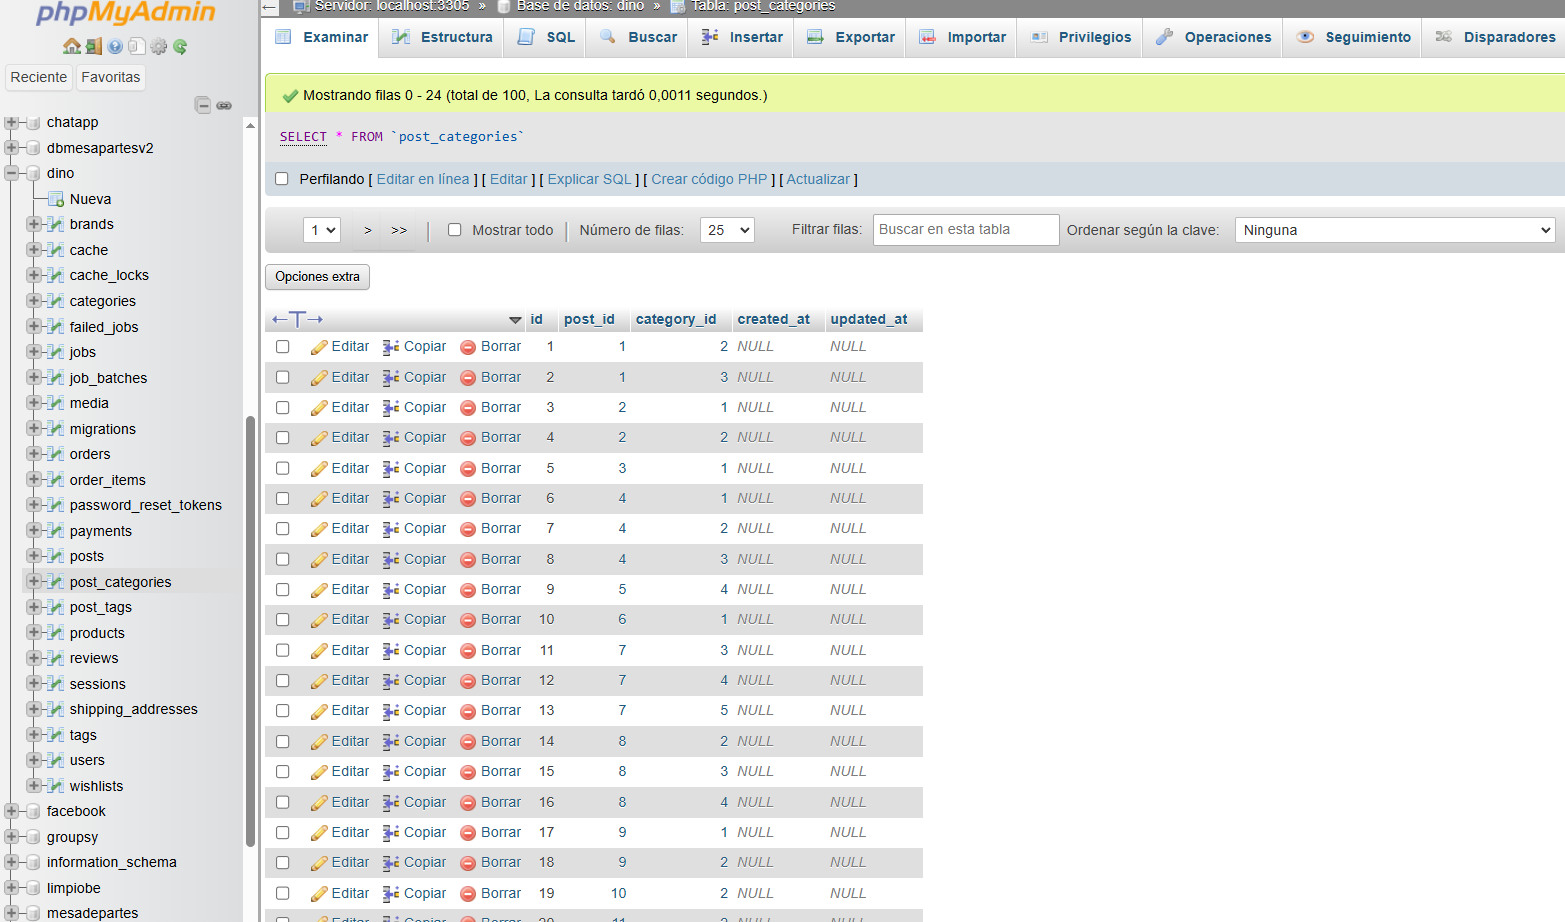 phpMyAdmin
Reciente Favoritas
chatapp
dbmesapartesv2
dino
Nueva
brands
cache
cache_locks
categories
failed_jobs
jobs
job_batches
media
migrations
orders
order_items
password_reset_tokens
payments
posts
post_categories
post_tags
products
reviews
sessions
shipping_addresses
tags
users
wishlists
facebook
groupsy
information_schema
limpiobe
mesadepartes
← Servidor: localhost:3305 » Base de datos: dino » Tabla: post_categories
Examinar Estructura SQL Buscar Insertar Exportar Importar Privilegios Operaciones Seguimiento Disparadores
Mostrando filas 0 - 24 (total de 100, La consulta tardó 0,0011 segundos.)
SELECT * FROM `post_categories`
Perfilando [ Editar en línea ] [ Editar ] [ Explicar SQL ] [ Crear código PHP ] [ Actualizar ]
1 > >> | Mostrar todo | Número de filas: 25 Filtrar filas: Buscar en esta tabla Ordenar según la clave: Ninguna
Opciones extra
←T→ id post_id category_id created_at updated_at
Editar Copiar Borrar 1 1 2 NULL NULL
Editar Copiar Borrar 2 1 3 NULL NULL
Editar Copiar Borrar 3 2 1 NULL NULL
Editar Copiar Borrar 4 2 2 NULL NULL
Editar Copiar Borrar 5 3 1 NULL NULL
Editar Copiar Borrar 6 4 1 NULL NULL
Editar Copiar Borrar 7 4 2 NULL NULL
Editar Copiar Borrar 8 4 3 NULL NULL
Editar Copiar Borrar 9 5 4 NULL NULL
Editar Copiar Borrar 10 6 1 NULL NULL
Editar Copiar Borrar 11 7 3 NULL NULL
Editar Copiar Borrar 12 7 4 NULL NULL
Editar Copiar Borrar 13 7 5 NULL NULL
Editar Copiar Borrar 14 8 2 NULL NULL
Editar Copiar Borrar 15 8 3 NULL NULL
Editar Copiar Borrar 16 8 4 NULL NULL
Editar Copiar Borrar 17 9 1 NULL NULL
Editar Copiar Borrar 18 9 2 NULL NULL
Editar Copiar Borrar 19 10 2 NULL NULL